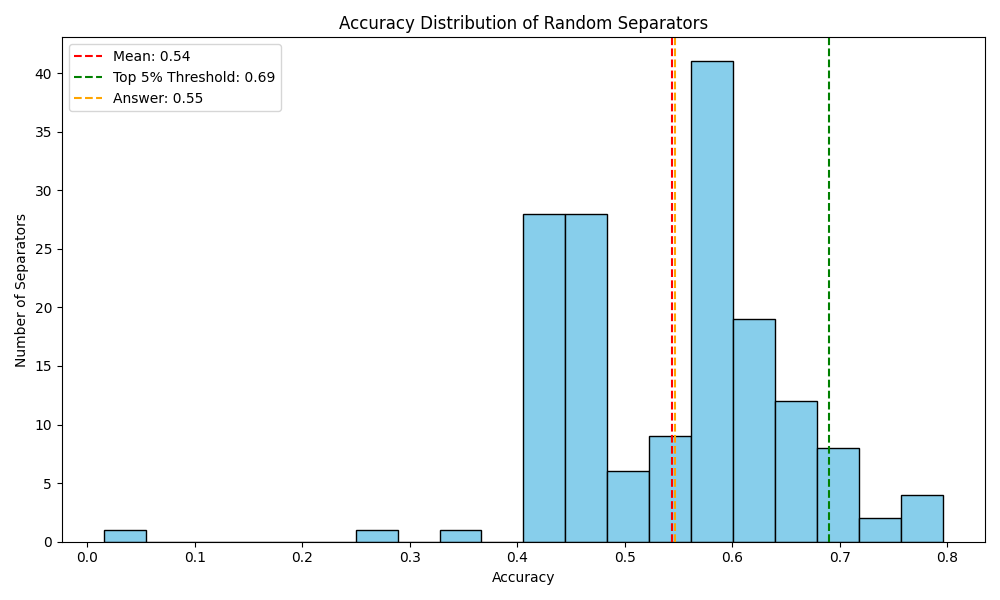 Accuracy Distribution of Random Separators
Mean: 0.54
Top 5% Threshold: 0.69
Answer: 0.55
Number of Separators
40
35
30
25
20
15
10
5
0
0.0 0.1 0.2 0.3 0.4 0.5 0.6 0.7 0.8
Accuracy